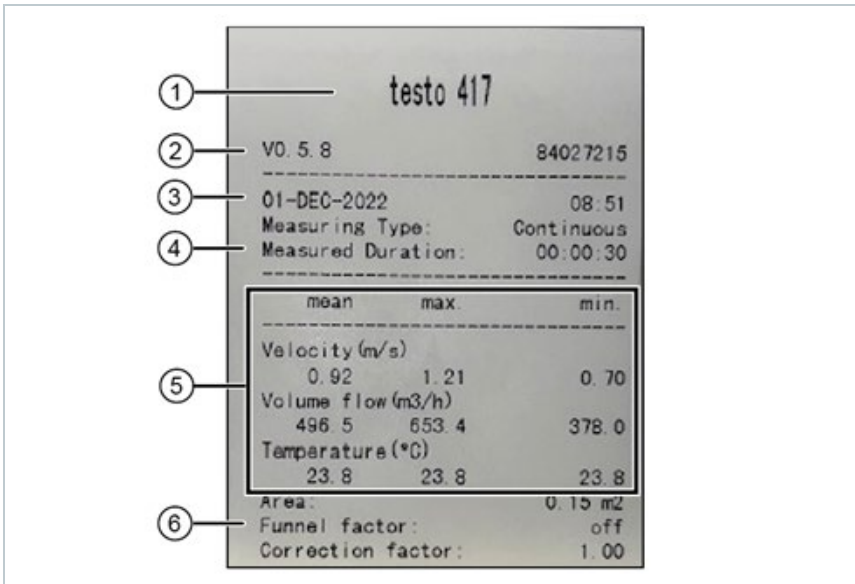 ① testo 417
② V0.5.8 84027215
③ 01-DEC-2022 08:51
Measuring Type: Continuous
④ Measured Duration: 00:00:30
mean max. min.
Velocity(m/s)
⑤ 0.92 1.21 0.70
Volume flow(m3/h)
496.5 653.4 378.0
Temperature(°C)
23.8 23.8 23.8
Area: 0.15 m2
⑥ Funnel factor: off
Correction factor: 1.00